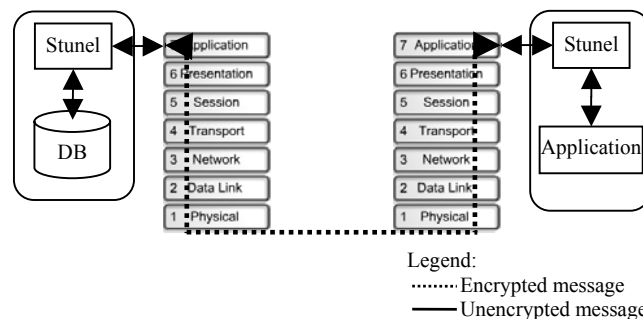 Stunel
DB
7 Application
6 Presentation
5 Session
4 Transport
3 Network
2 Data Link
1 Physical
7 Application
6 Presentation
5 Session
4 Transport
3 Network
2 Data Link
1 Physical
Stunel
Application
Legend:
Encrypted message
Unencrypted message